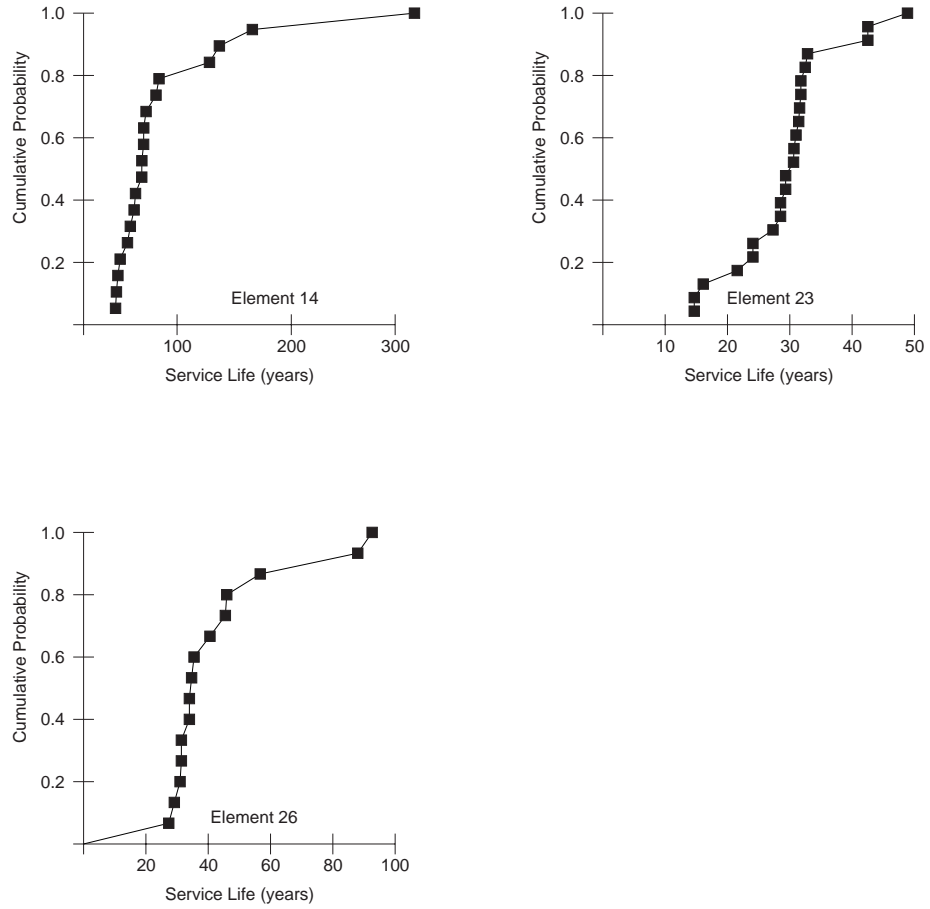 1.0
0.8
0.6
0.4
0.2
Cumulative Probability
Element 14
100 200 300
Service Life (years)
1.0
0.8
0.6
0.4
0.2
Cumulative Probability
Element 23
10 20 30 40 50
Service Life (years)
1.0
0.8
0.6
0.4
0.2
Cumulative Probability
Element 26
20 40 60 80 100
Service Life (years)